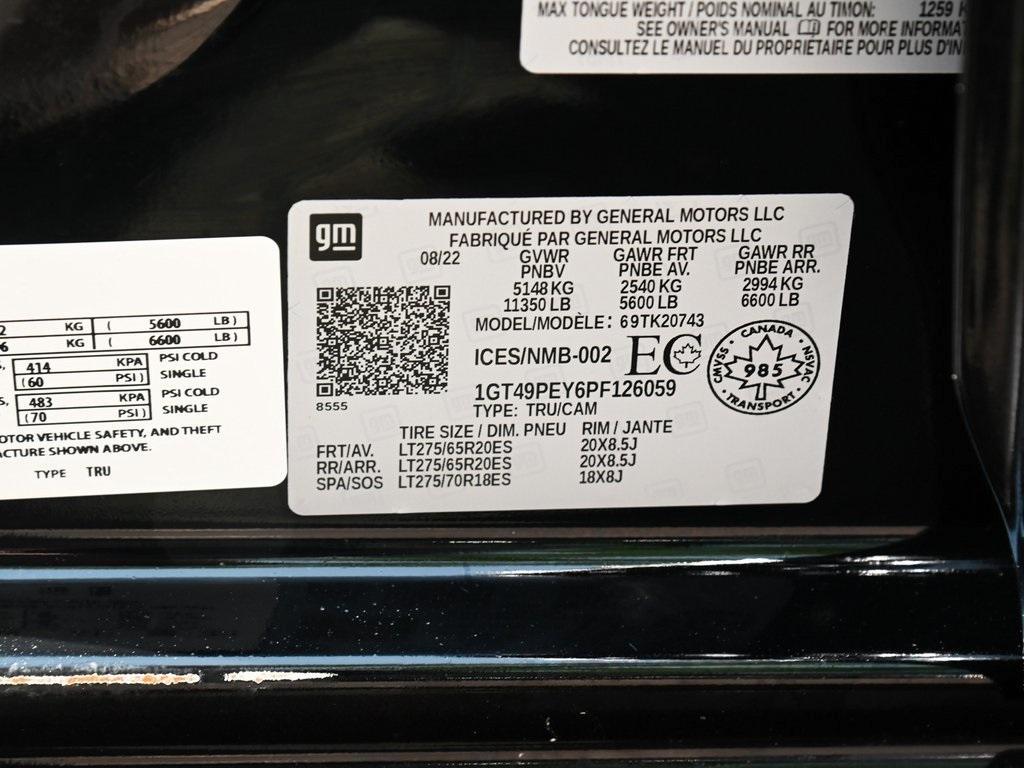 MAX TONGUE WEIGHT / POIDS NOMINAL AU TIMON: 1259
SEE OWNER'S MANUAL FOR MORE
CONSULTEZ LE MANUEL DU PROPRIÉTAIRE POUR PLUS
gm
MANUFACTURED BY GENERAL MOTORS LLC
FABRIQUÉ PAR GENERAL MOTORS LLC
08/22 GVWR GAWR FRT GAWR RR
PNBV PNBE AV. PNBE ARR.
5148 KG 2540 KG 2994 KG
11350 LB 5600 LB 6600 LB
MODEL/MODÈLE: 69TK20743
ICES/NMB-002 EC
CANADA
CMVSS · NSVAC
985
· TRANSPORT ·
1GT49PEY6PF126059
8555
TYPE: TRU/CAM
TIRE SIZE / DIM. PNEU RIM / JANTE
FRT/AV. LT275/65R20ES 20X8.5J
RR/ARR. LT275/65R20ES 20X8.5J
SPA/SOS LT275/70R18ES 18X8J
KG ( 5600 LB )
KG ( 6600 LB )
414 KPA PSI COLD
( 60 PSI ) SINGLE
483 KPA PSI COLD
( 70 PSI ) SINGLE
VEHICLE SAFETY, AND THEFT
SHOWN ABOVE.
TYPE TRU